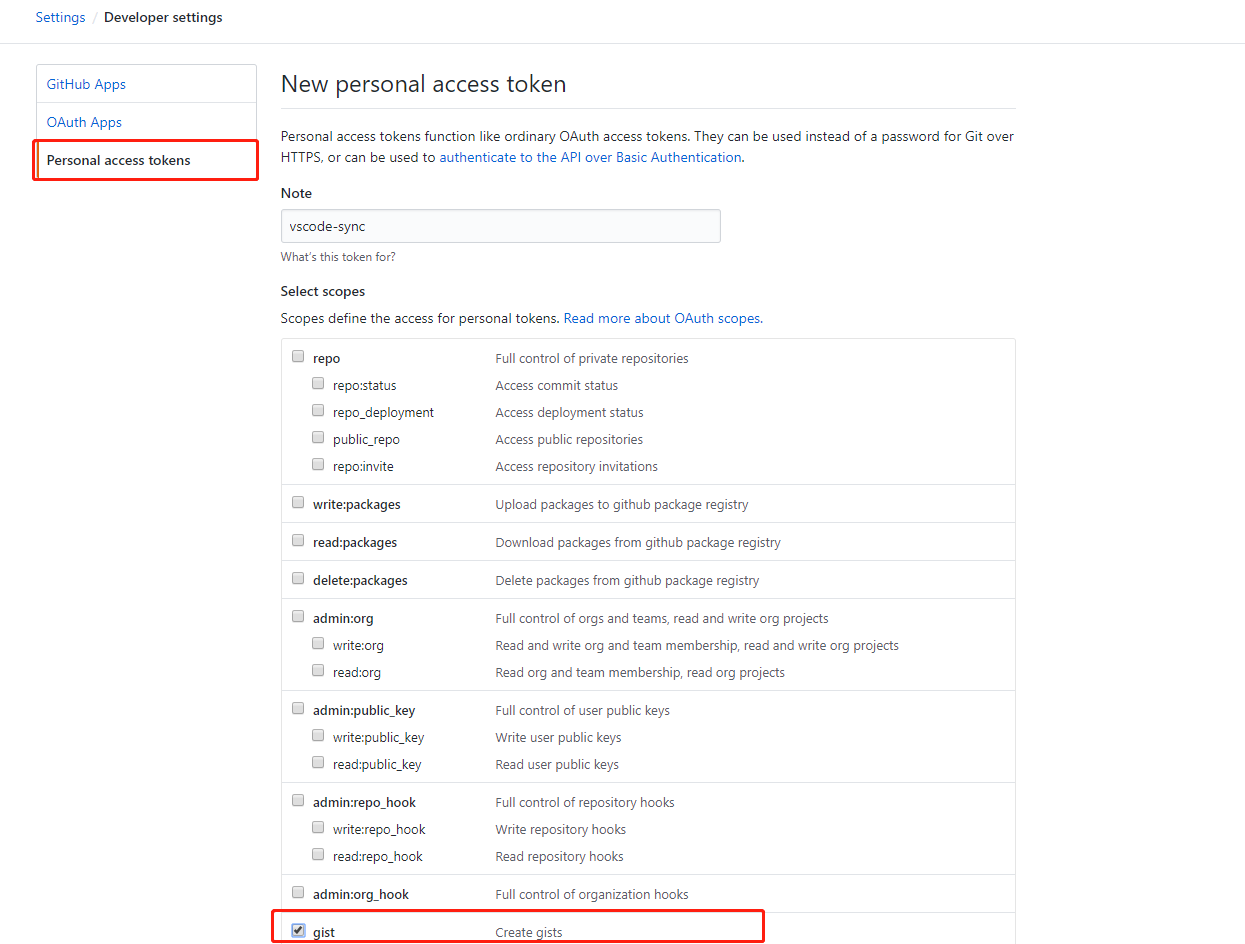 Settings / Developer settings
GitHub Apps
OAuth Apps
Personal access tokens
New personal access token
Personal access tokens function like ordinary OAuth access tokens. They can be used instead of a password for Git over
HTTPS, or can be used to authenticate to the API over Basic Authentication.
Note
vscode-sync
What's this token for?
Select scopes
Scopes define the access for personal tokens. Read more about OAuth scopes.
repo Full control of private repositories
repo:status Access commit status
repo_deployment Access deployment status
public_repo Access public repositories
repo:invite Access repository invitations
write:packages Upload packages to github package registry
read:packages Download packages from github package registry
delete:packages Delete packages from github package registry
admin:org Full control of orgs and teams, read and write org projects
write:org Read and write org and team membership, read and write org projects
read:org Read org and team membership, read org projects
admin:public_key Full control of user public keys
write:public_key Write user public keys
read:public_key Read user public keys
admin:repo_hook Full control of repository hooks
write:repo_hook Write repository hooks
read:repo_hook Read repository hooks
admin:org_hook Full control of organization hooks
gist Create gists